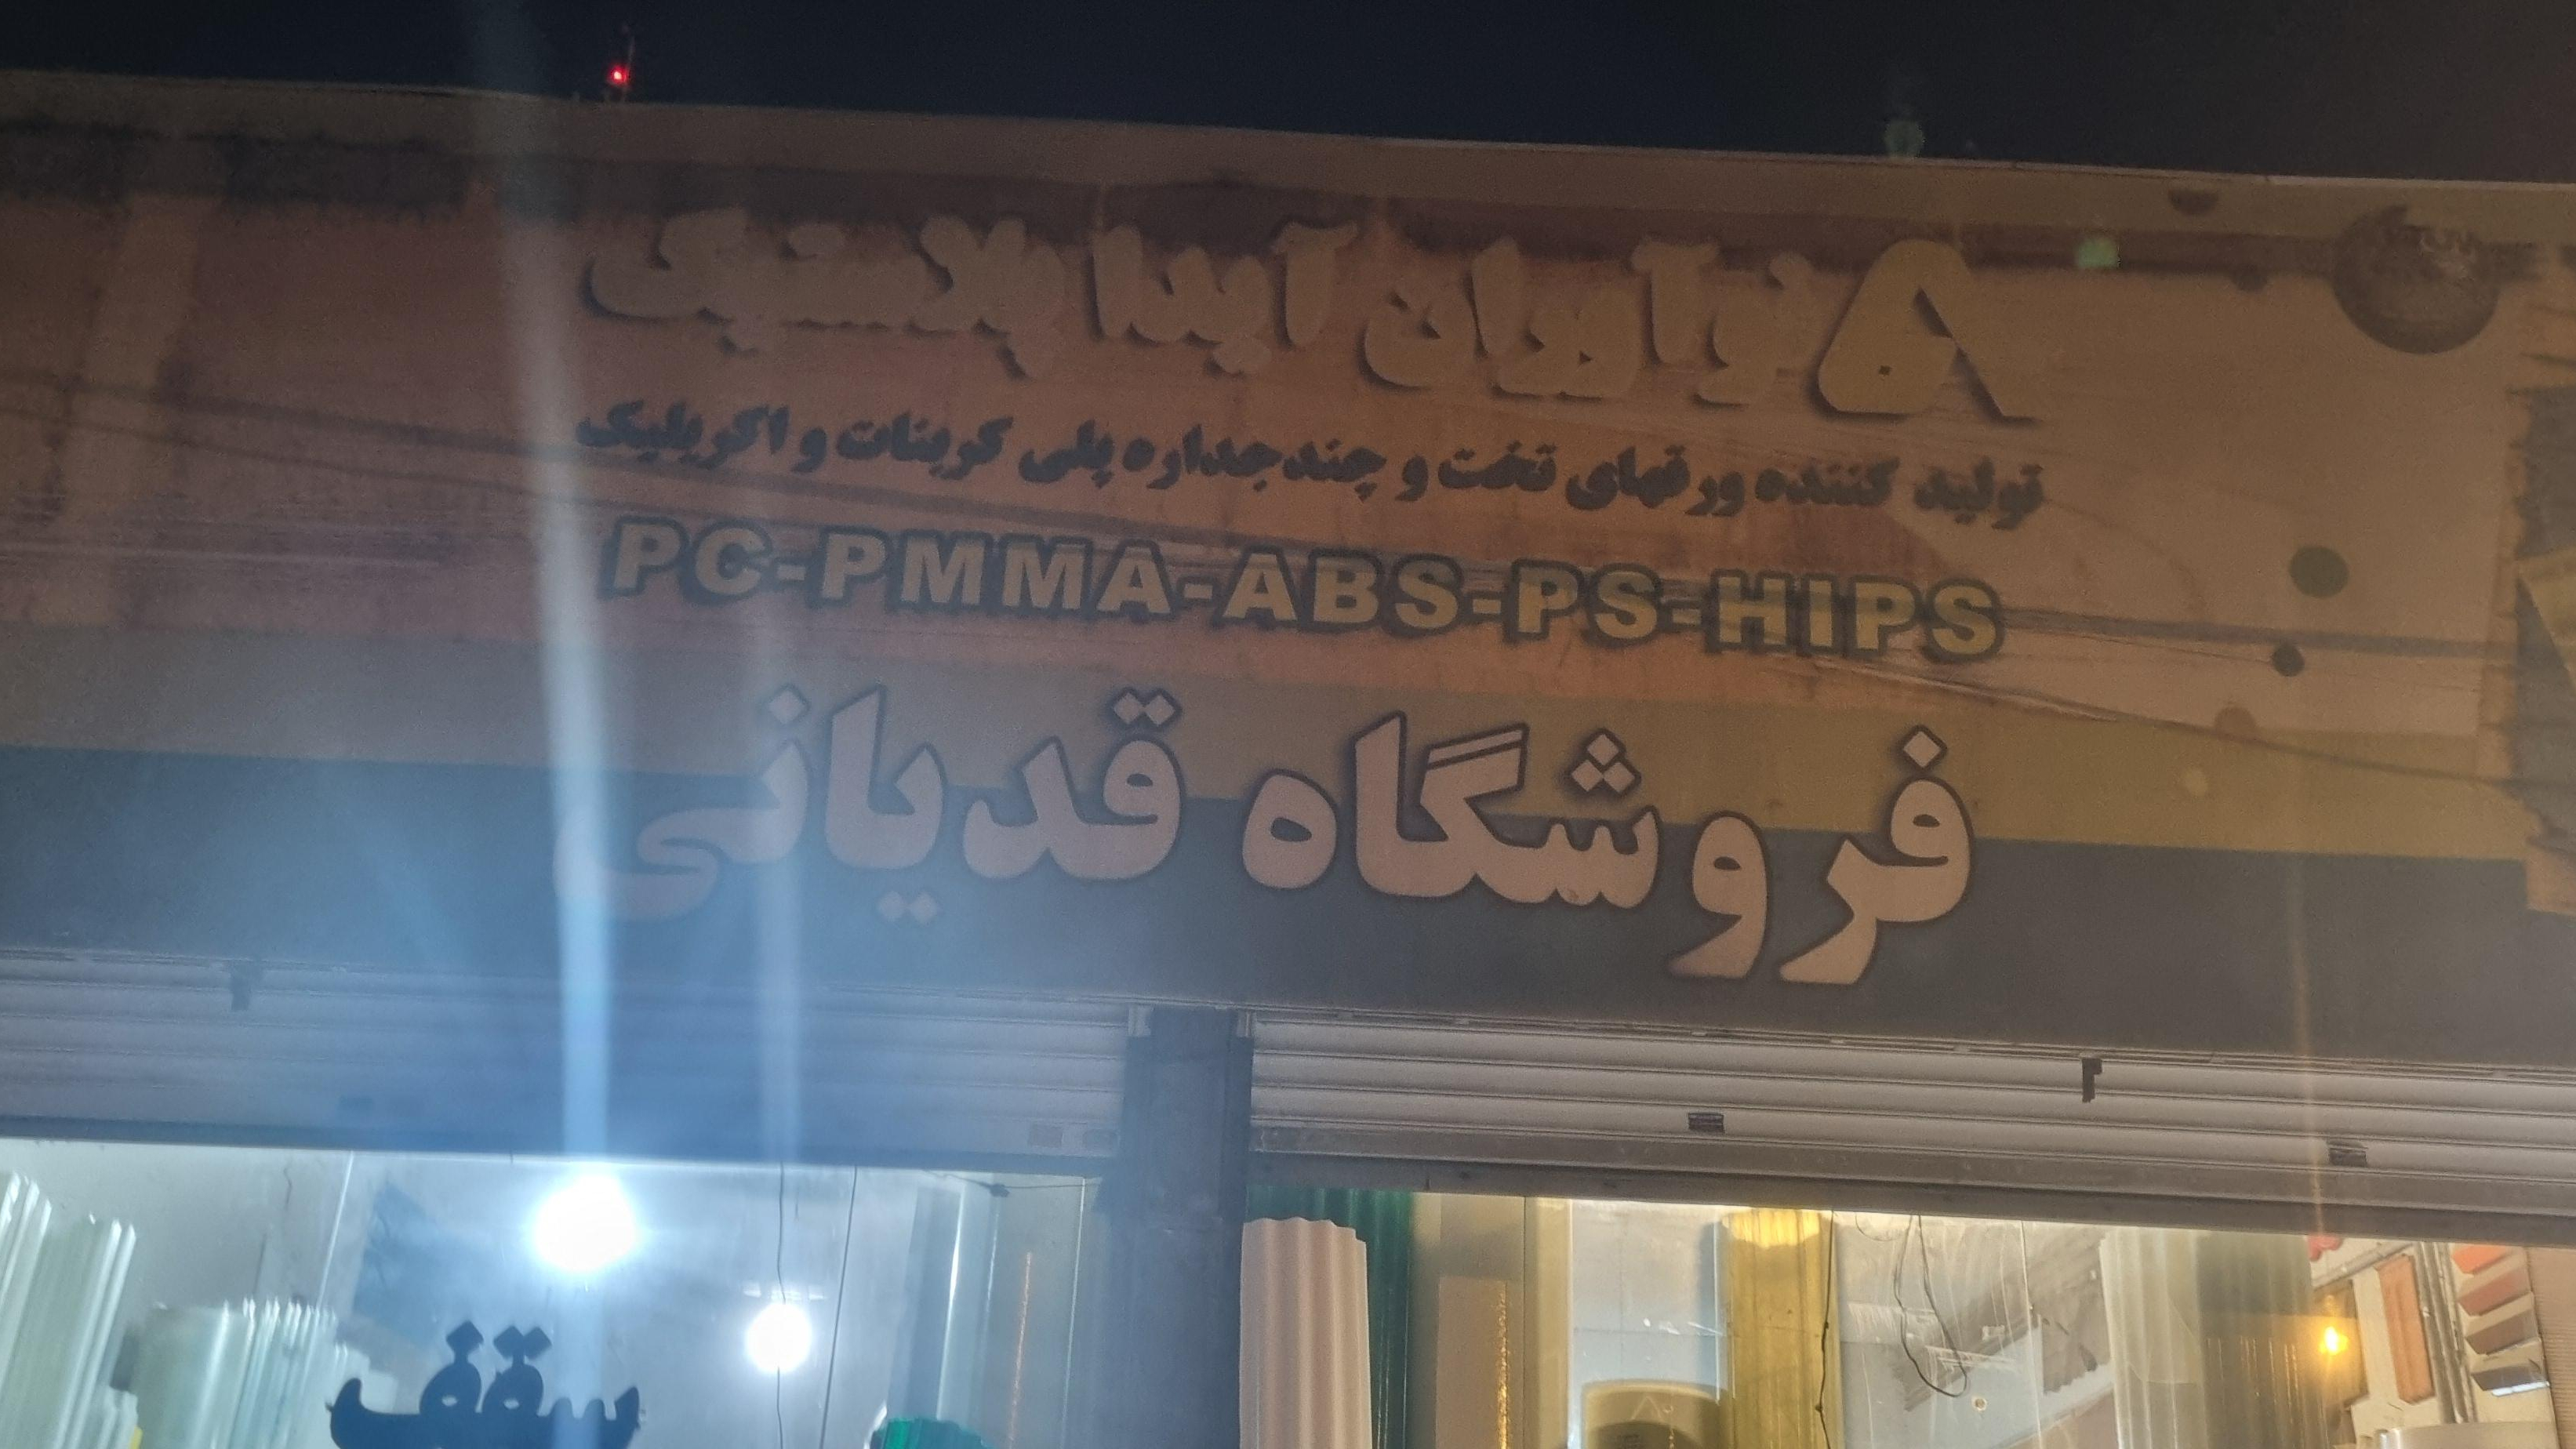 نوآوران آیدا پلاستیک
تولید کننده ورقهای تخت و چندجداره پلی کربنات و اکریلیک
PC-PMMA-ABS-PS-HIPS
فروشگاه قدیانی
سقف